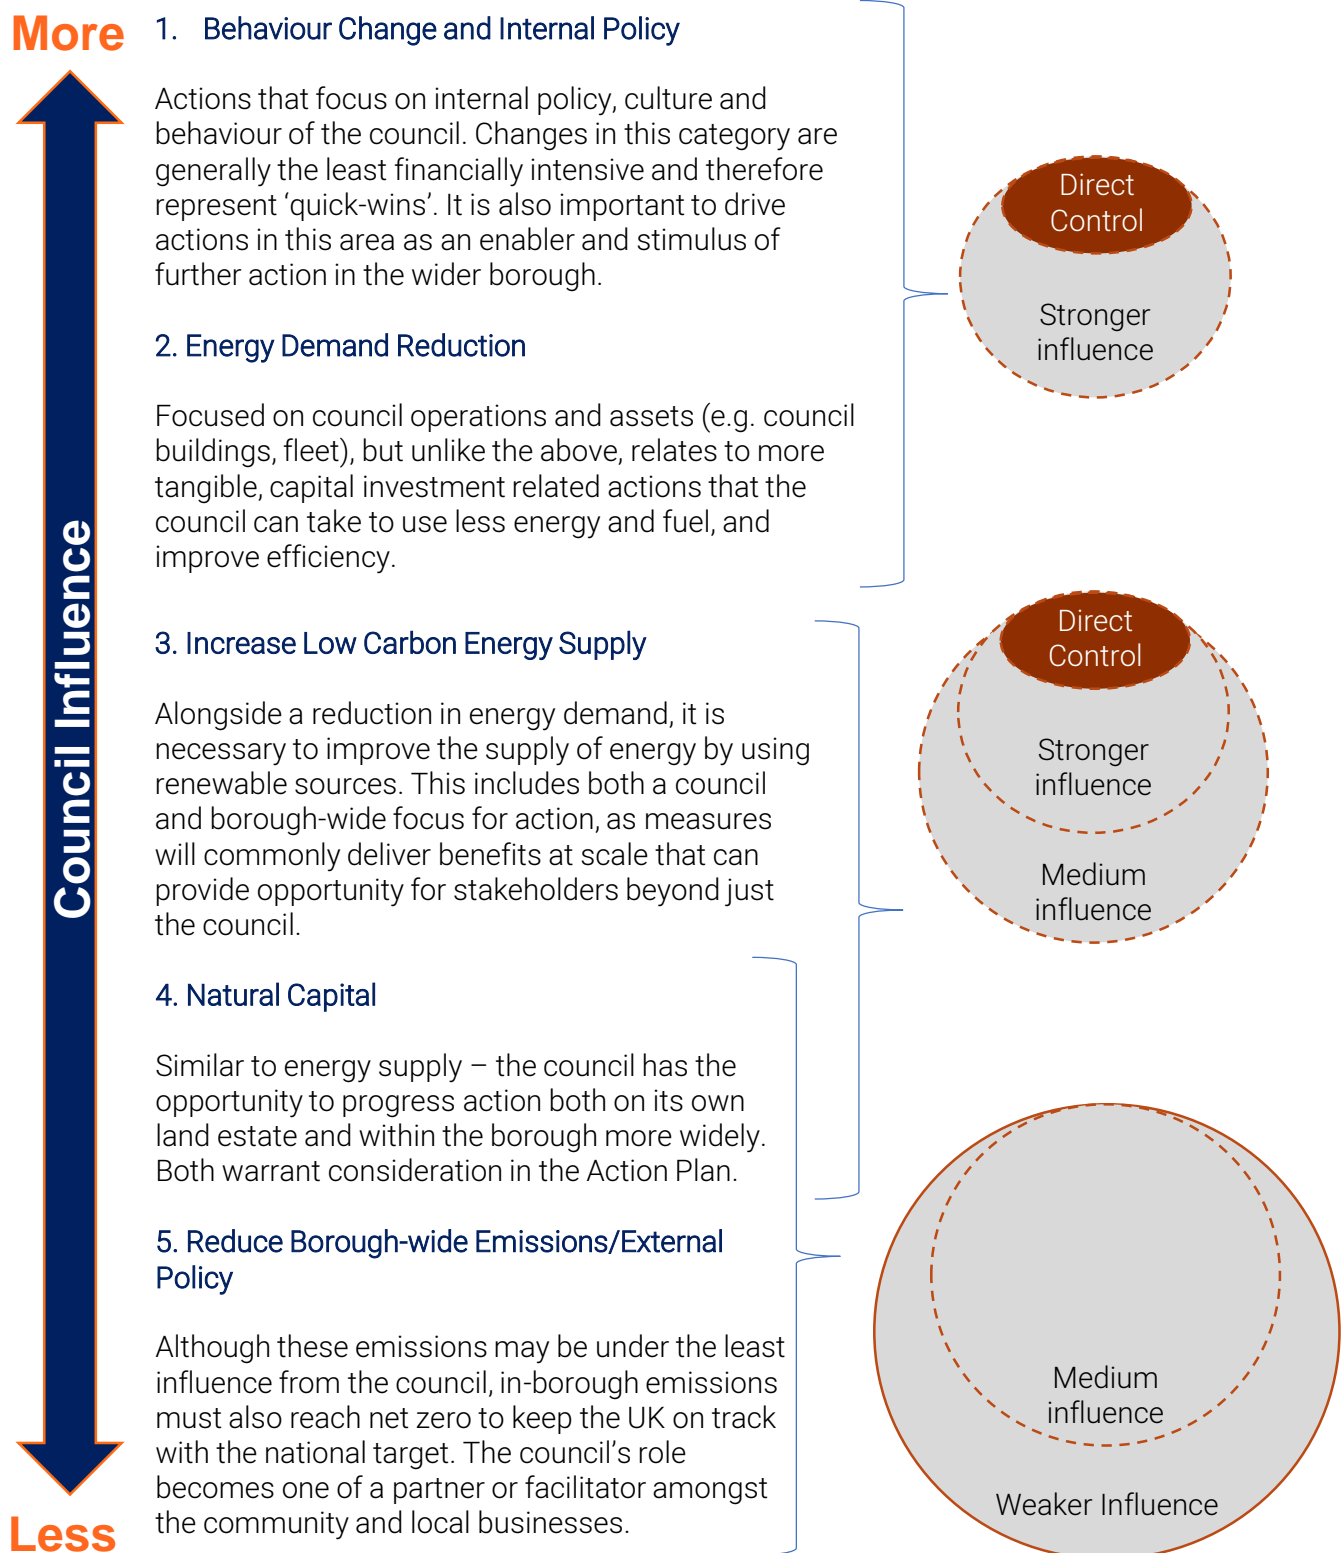 More
1. Behaviour Change and Internal Policy
Actions that focus on internal policy, culture and
behaviour of the council. Changes in this category are
generally the least financially intensive and therefore
represent ‘quick-wins’. It is also important to drive
actions in this area as an enabler and stimulus of
further action in the wider borough.
Direct
Control
Stronger
influence
2. Energy Demand Reduction
Focused on council operations and assets (e.g. council
buildings, fleet), but unlike the above, relates to more
tangible, capital investment related actions that the
council can take to use less energy and fuel, and
improve efficiency.
Council Influence
3. Increase Low Carbon Energy Supply
Alongside a reduction in energy demand, it is
necessary to improve the supply of energy by using
renewable sources. This includes both a council
and borough-wide focus for action, as measures
will commonly deliver benefits at scale that can
provide opportunity for stakeholders beyond just
the council.
Direct
Control
Stronger
influence
Medium
influence
4. Natural Capital
Similar to energy supply – the council has the
opportunity to progress action both on its own
land estate and within the borough more widely.
Both warrant consideration in the Action Plan.
5. Reduce Borough-wide Emissions/External
Policy
Although these emissions may be under the least
influence from the council, in-borough emissions
must also reach net zero to keep the UK on track
with the national target. The council’s role
becomes one of a partner or facilitator amongst
the community and local businesses.
Medium
influence
Weaker Influence
Less